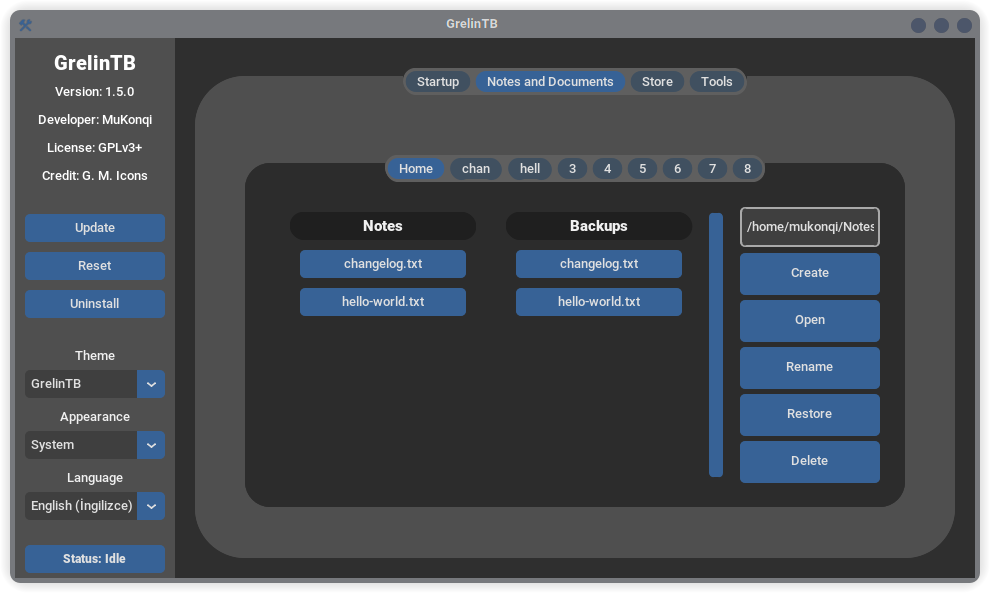 GrelinTB
GrelinTB
Version: 1.5.0
Developer: MuKonqi
License: GPLv3+
Credit: G. M. Icons
Update
Reset
Uninstall
Theme
GrelinTB
Appearance
System
Language
English (İngilizce)
Status: Idle
Startup Notes and Documents Store Tools
Home chan hell 3 4 5 6 7 8
Notes
changelog.txt
hello-world.txt
Backups
changelog.txt
hello-world.txt
/home/mukonqi/Notes
Create
Open
Rename
Restore
Delete